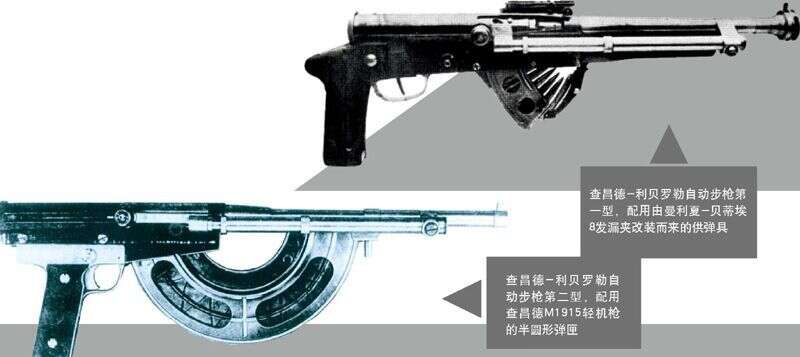 查昌德-利贝罗勒自动步枪第
一型，配用由曼利夏-贝蒂埃
8发漏夹改装而来的供弹具
查昌德-利贝罗勒自
动步枪第二型，配用
查昌德M1915轻机枪
的半圆形弹匣